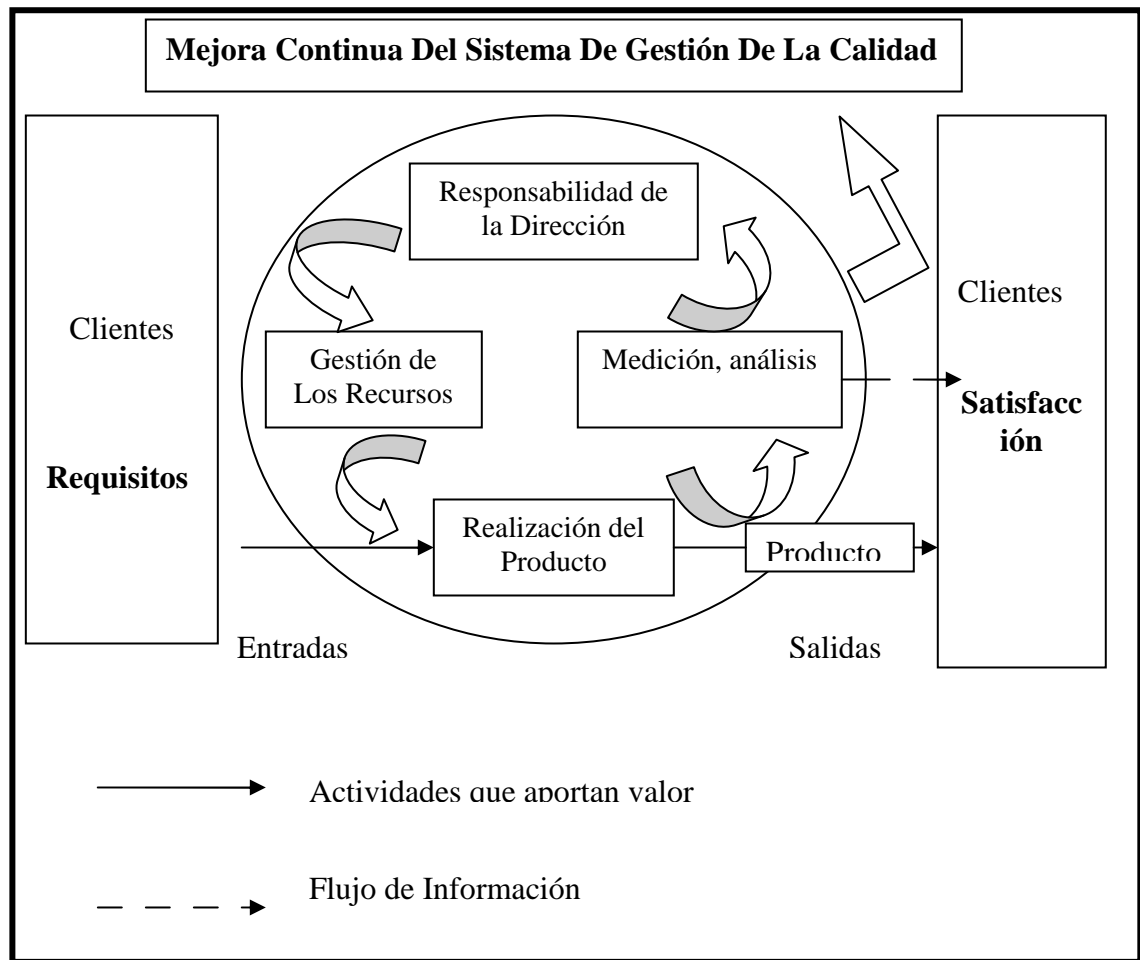 Mejora Continua Del Sistema De Gestión De La Calidad
Responsabilidad de
la Dirección
Clientes
Requisitos
Gestión de
Los Recursos
Medición, análisis
Clientes
Satisfacc
ión
Realización del
Producto
Producto
Entradas
Salidas
Actividades que aportan valor
Flujo de Información